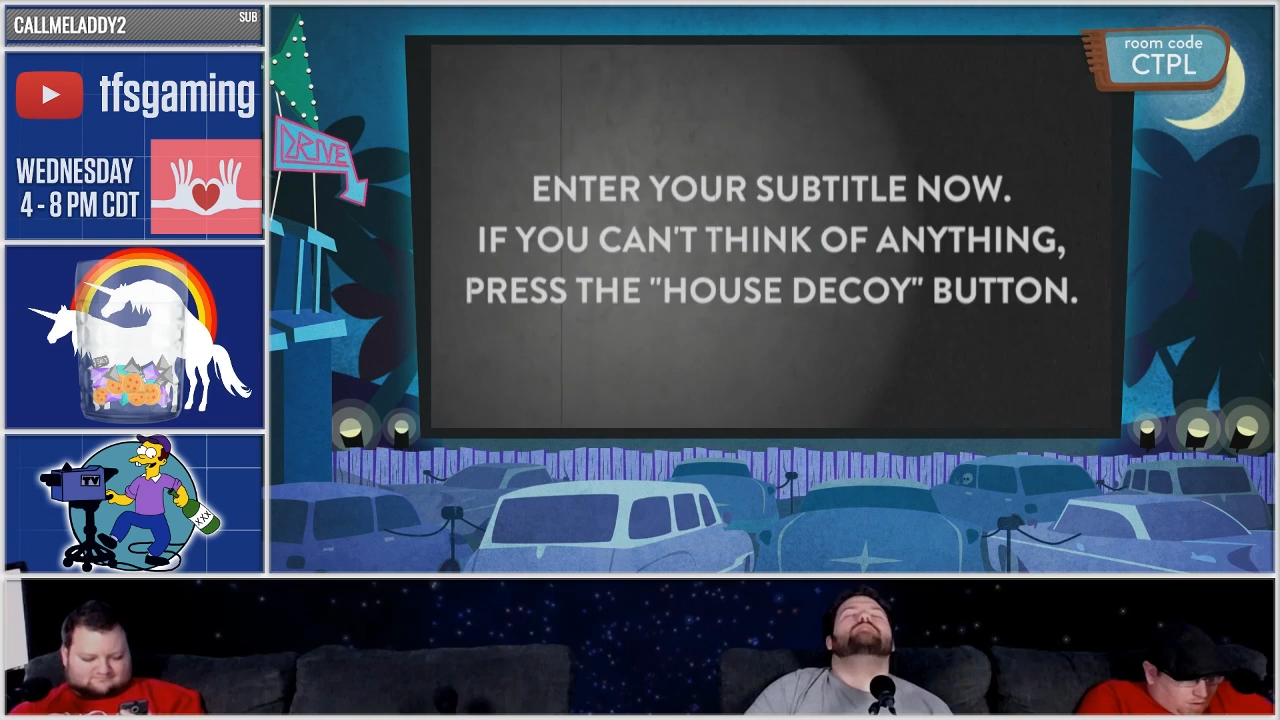 CALLMELADDY2
SUB
tfsgaming
WEDNESDAY
4 - 8 PM CDT
TV
XXX
DRIVE
room code
CTPL
ENTER YOUR SUBTITLE NOW.
IF YOU CAN'T THINK OF ANYTHING,
PRESS THE "HOUSE DECOY" BUTTON.